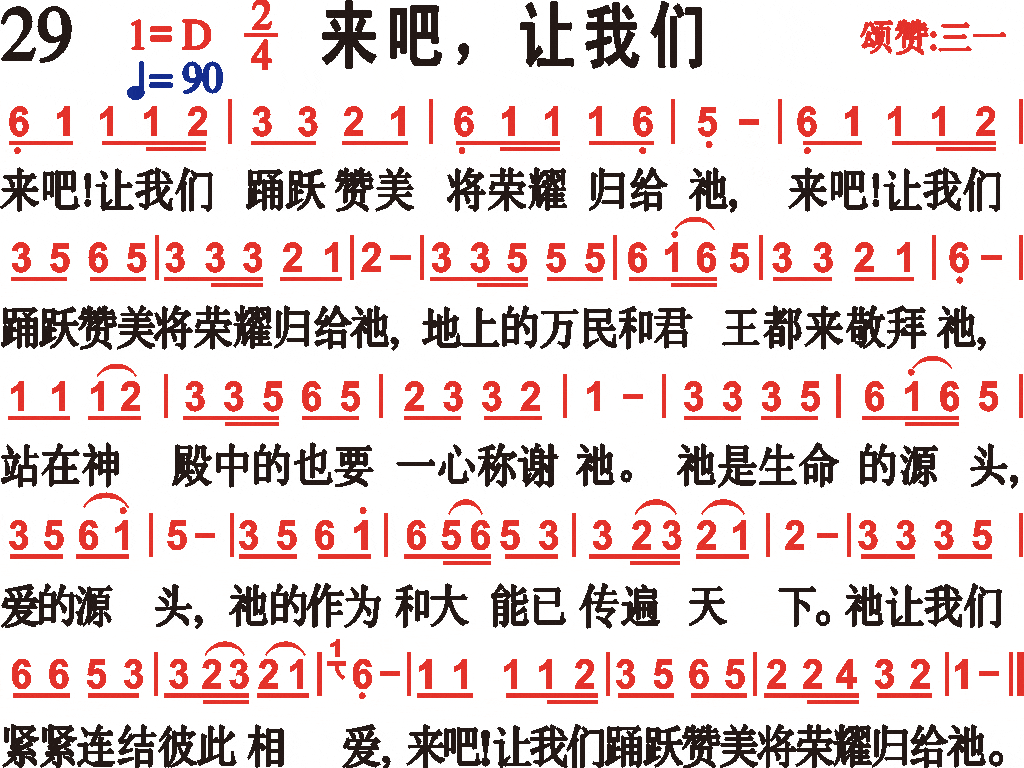 29 1=D 2/4 来吧，让我们 颂赞:三一
♩=90
6̣ 1 1 1 2 | 3 3 2 1 | 6̣ 1 1 1 6̣ | 5̣ – | 6̣ 1 1 1 2 |
来吧!让我们 踊跃赞美 将荣耀 归给 祂, 来吧!让我们
3 5 6 5 | 3 3 3 2 1 | 2 – | 3 3 5 5 5 | 6 1̇ 6 5 | 3 3 2 1 | 6̣ – |
踊跃赞美将荣耀归给祂, 地上的万民和君 王都来敬拜祂,
1 1 1 2 | 3 3 5 6 5 | 2 3 3 2 | 1 – | 3 3 3 5 | 6 1̇ 6 5 |
站在神 殿中的也要 一心称谢 祂。 祂是生命 的源 头,
3 5 6 1̇ | 5 – | 3 5 6 1̇ | 6 5 6 5 3 | 3 2 3 2 1 | 2 – | 3 3 3 5 |
爱的源 头, 祂的作为 和大 能已 传遍 天 下。祂让我们
6 6 5 3 | 3 2 3 2 1 | 1 6̣ – | 1 1 1 1 2 | 3 5 6 5 | 2 2 4 3 2 | 1 – ‖
紧紧连结彼此 相 爱, 来吧!让我们踊跃赞美将荣耀归给祂。